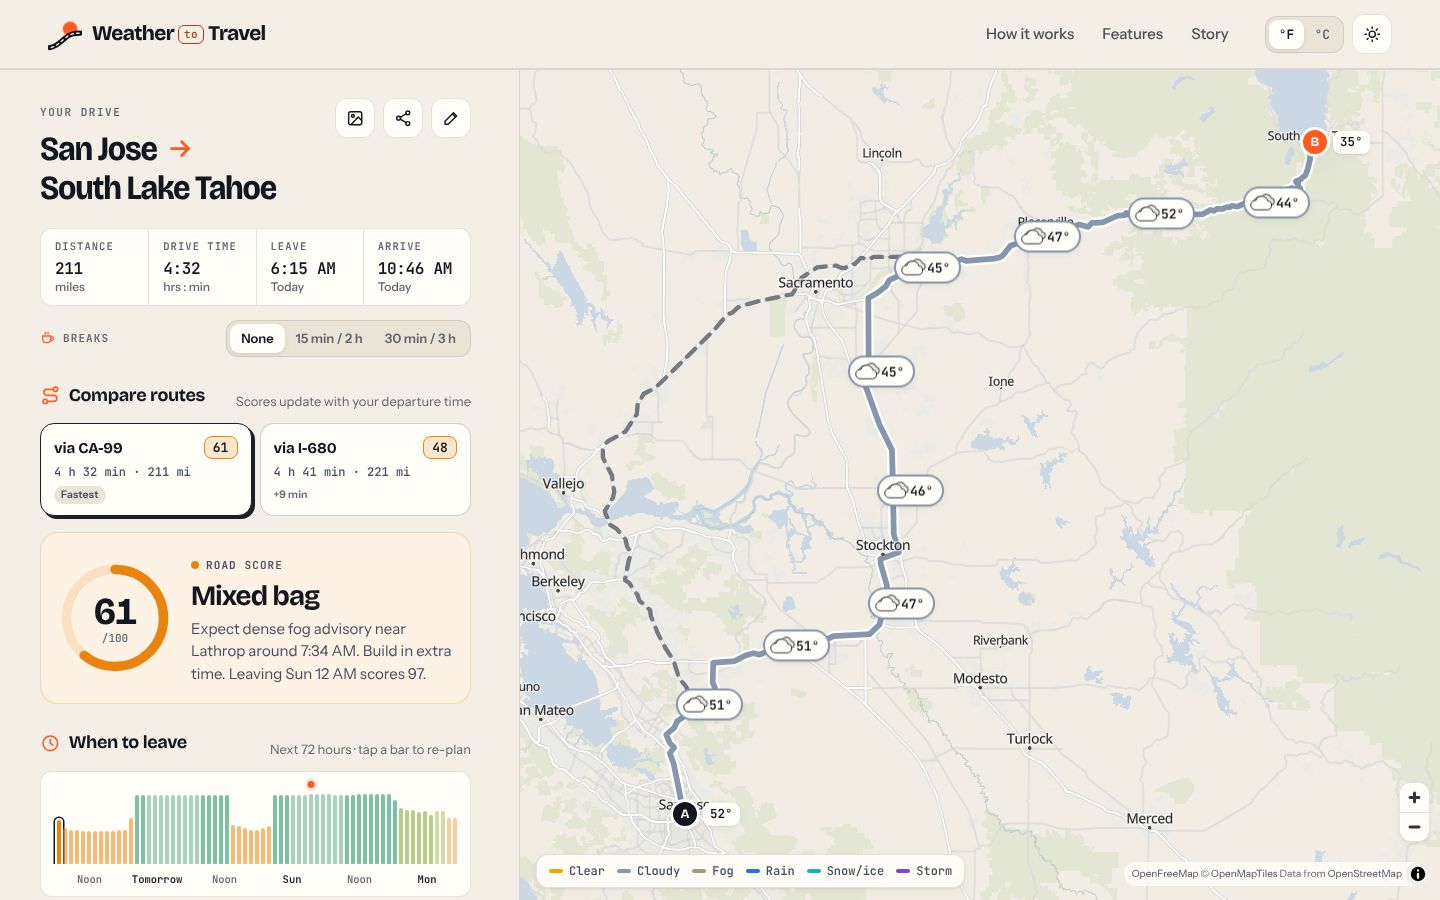 Weather to Travel
How it works
Features
Story
°F
°C
YOUR DRIVE
San Jose →
South Lake Tahoe
DISTANCE
211
miles
DRIVE TIME
4:32
hrs : min
LEAVE
6:15 AM
Today
ARRIVE
10:46 AM
Today
BREAKS
None
15 min / 2 h
30 min / 3 h
Compare routes
Scores update with your departure time
via CA-99
61
4 h 32 min · 211 mi
Fastest
via I-680
48
4 h 41 min · 221 mi
+9 min
61
/100
ROAD SCORE
Mixed bag
Expect dense fog advisory near
Lathrop around 7:34 AM. Build in extra
time. Leaving Sun 12 AM scores 97.
When to leave
Next 72 hours · tap a bar to re-plan
Noon
Tomorrow
Noon
Sun
Noon
Mon
Lincoln
South
B
35°
44°
52°
Placerville
47°
45°
Sacramento
45°
Ione
46°
Vallejo
Stockton
hmond
Berkeley
47°
ncisco
51°
Riverbank
Modesto
uno
an Mateo
51°
Turlock
San Jose
A
52°
Merced
+
−
Clear
Cloudy
Fog
Rain
Snow/ice
Storm
OpenFreeMap © OpenMapTiles Data from OpenStreetMap